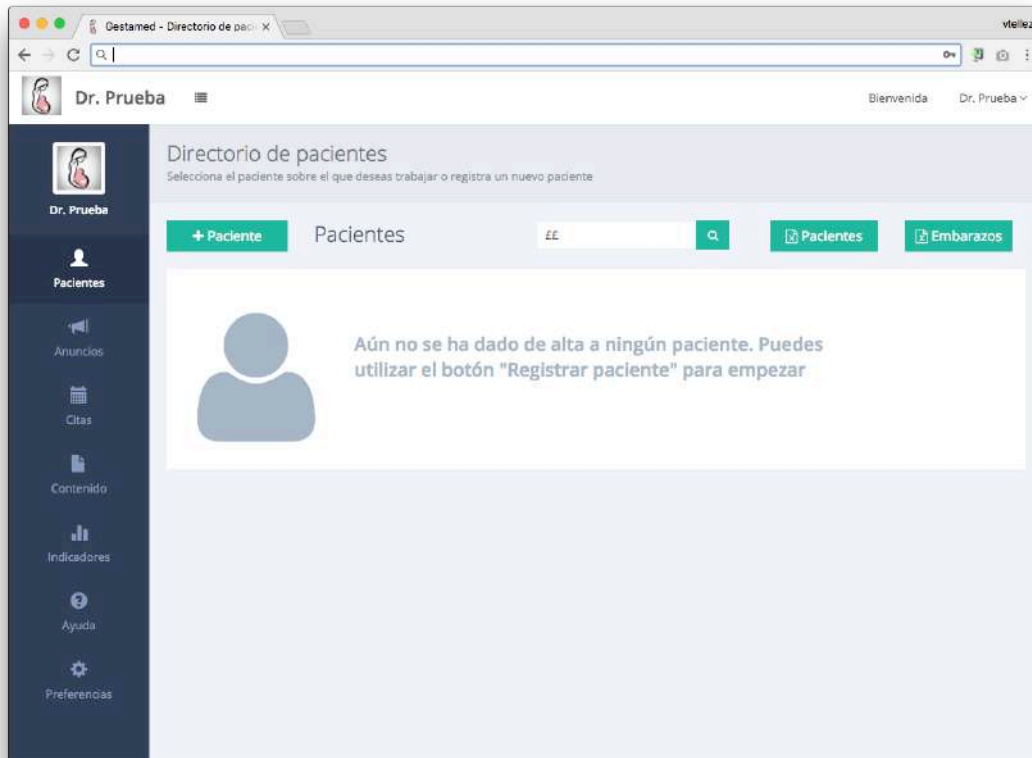 Gestamed - Directorio de paci
vtellez
Dr. Prueba
Bienvenida
Dr. Prueba
Dr. Prueba
Pacientes
Anuncios
Citas
Contenido
Indicadores
Ayuda
Preferencias
Directorio de pacientes
Selecciona el paciente sobre el que deseas trabajar o registra un nuevo paciente
+ Paciente
Pacientes
££
Pacientes
Embarazos
Aún no se ha dado de alta a ningún paciente. Puedes
utilizar el botón "Registrar paciente" para empezar